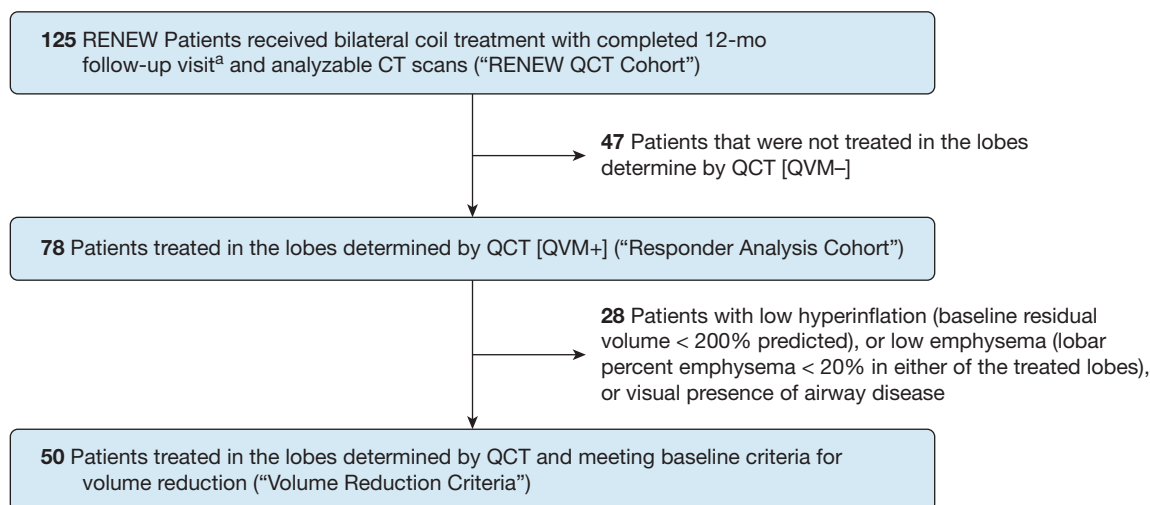 125 RENEW Patients received bilateral coil treatment with completed 12-mo
follow-up visitᵃ and analyzable CT scans (“RENEW QCT Cohort”)
47 Patients that were not treated in the lobes
determine by QCT [QVM–]
78 Patients treated in the lobes determined by QCT [QVM+] (“Responder Analysis Cohort”)
28 Patients with low hyperinflation (baseline residual
volume < 200% predicted), or low emphysema (lobar
percent emphysema < 20% in either of the treated lobes),
or visual presence of airway disease
50 Patients treated in the lobes determined by QCT and meeting baseline criteria for
volume reduction (“Volume Reduction Criteria”)